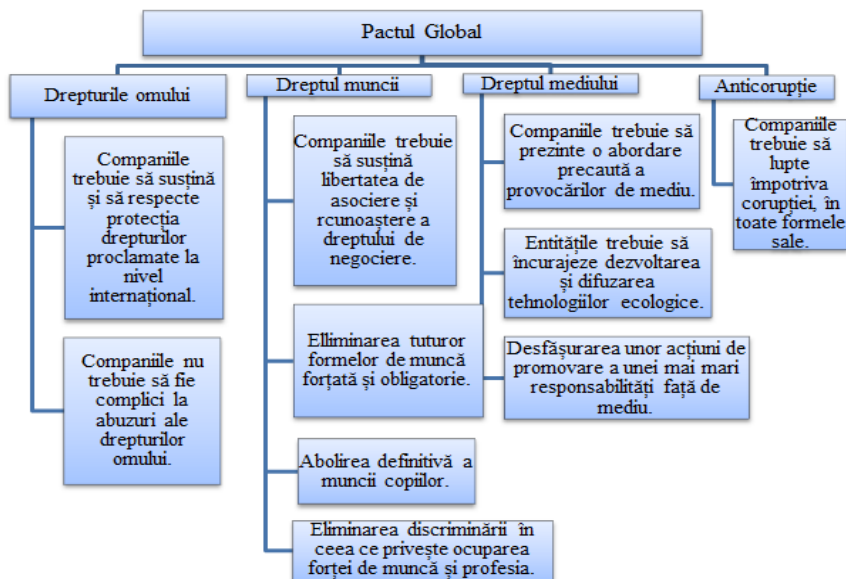 Pactul Global
Drepturile omului
Companiile
trebuie să susțină
și să respecte
protecția
drepturilor
proclamate la
nivel
internațional.
Companiile nu
trebuie să fie
complici la
abuzuri ale
drepturilor
omului.
Dreptul muncii
Companiile trebuie
să susțină
libertatea de
asociere și
rcunoaștere a
dreptului de
negociere.
Elliminarea tuturor
formelor de muncă
forțată și obligatorie.
Abolirea definitivă a
muncii copiilor.
Eliminarea discriminării în
ceea ce privește ocuparea
forței de muncă și profesia.
Dreptul mediului
Companiile trebuie să
prezinte o abordare
precaută a
provocărilor de mediu.
Entitățile trebuie să
încurajeze dezvoltarea
și difuzarea
tehnologiilor ecologice.
Desfășurarea unor acțiuni de
promovare a unei mai mari
responsabilități față de
mediu.
Anticorupție
Companiile
trebuie să
lupte
împotriva
corupției, în
toate formele
sale.